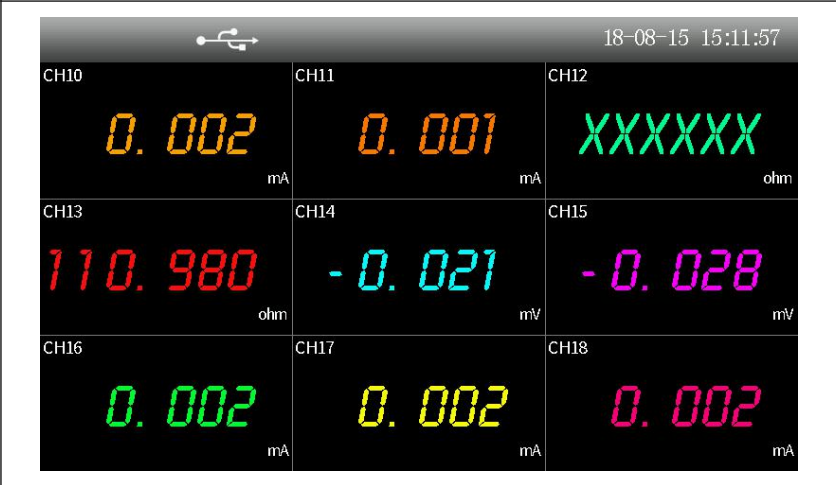 18-08-15 15:11:57
CH10 CH11 CH12
0.002 0.001 XXXXXX
mA mA ohm
CH13 CH14 CH15
110.980 -0.021 -0.028
ohm mV mV
CH16 CH17 CH18
0.002 0.002 0.002
mA mA mA